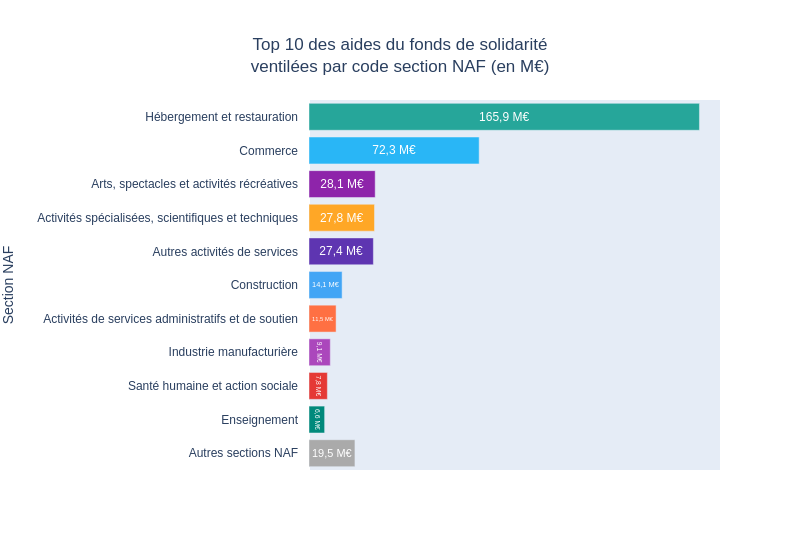 Top 10 des aides du fonds de solidarité
ventilées par code section NAF (en M€)
Section NAF
Hébergement et restauration 165,9 M€
Commerce 72,3 M€
Arts, spectacles et activités récréatives 28,1 M€
Activités spécialisées, scientifiques et techniques 27,8 M€
Autres activités de services 27,4 M€
Construction 14,1 M€
Activités de services administratifs et de soutien 11,5 M€
Industrie manufacturière 9,1 M€
Santé humaine et action sociale 7,8 M€
Enseignement 6,6 M€
Autres sections NAF 19,5 M€